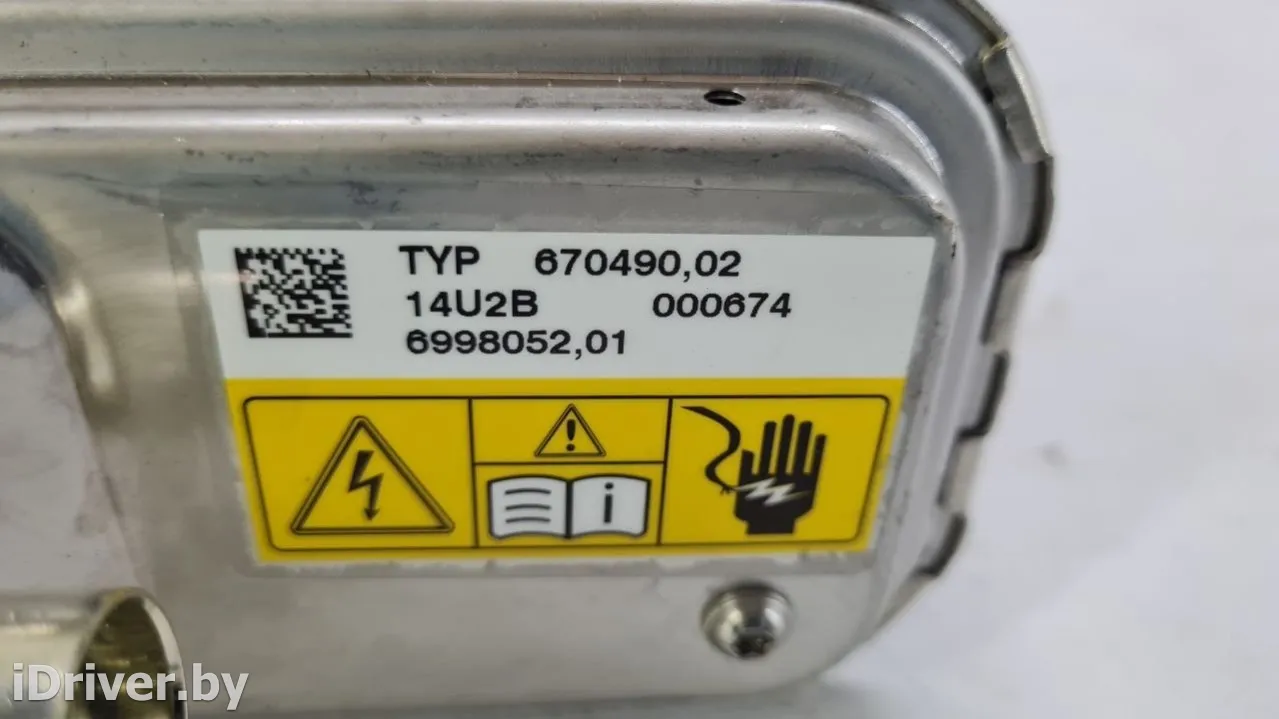 TYP 670490,02
14U2B 000674
6998052,01
i
iDriver.by